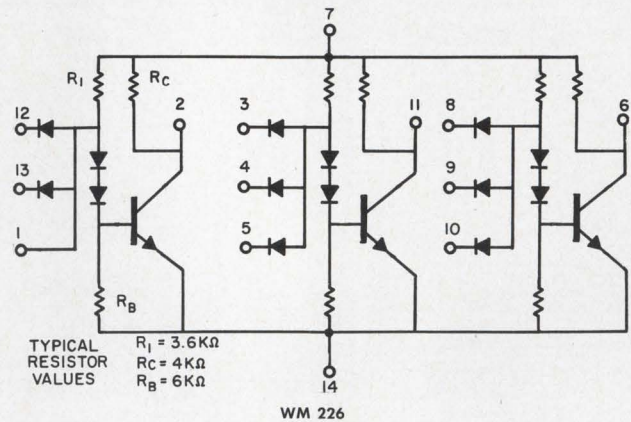 7
R1 RC
12 2 3 11 8 6
13 4 9
1 5 10
RB
TYPICAL RESISTOR VALUES
R1 = 3.6KΩ
RC = 4KΩ
RB = 6KΩ
14
WM 226